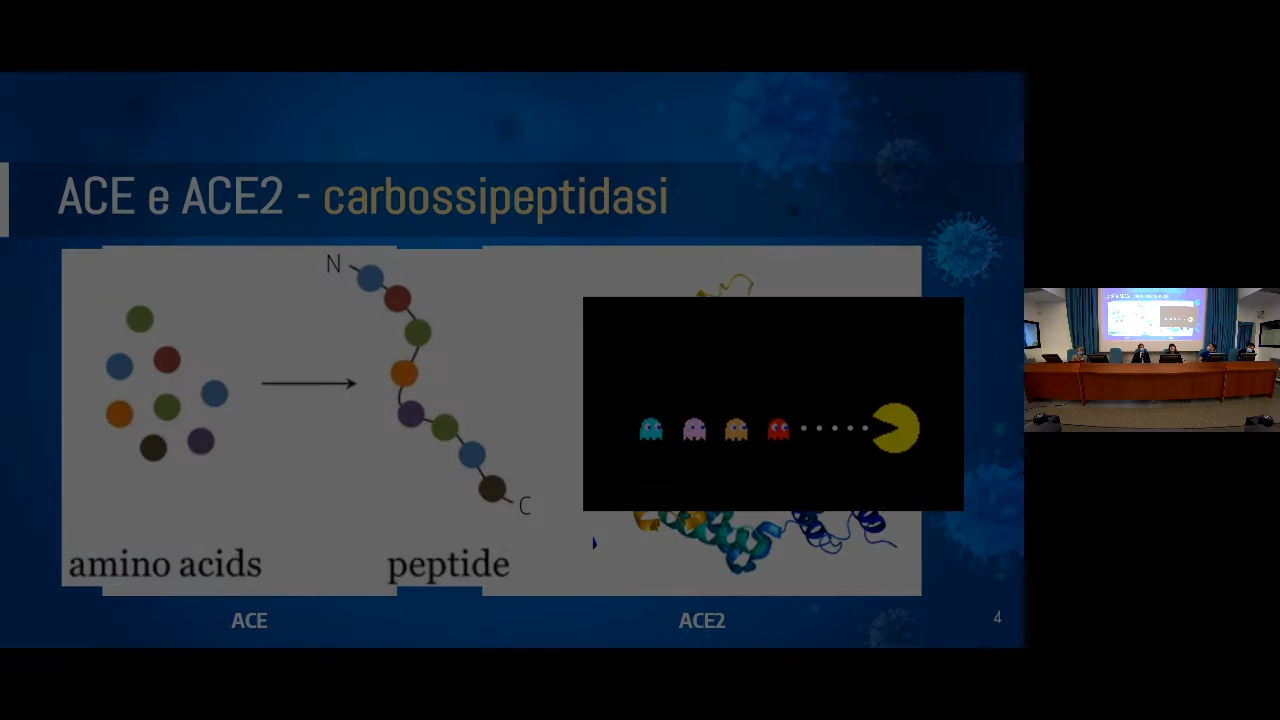 ACE e ACE2 - carbossipeptidasi
N
C
amino acids
peptide
ACE
ACE2
4